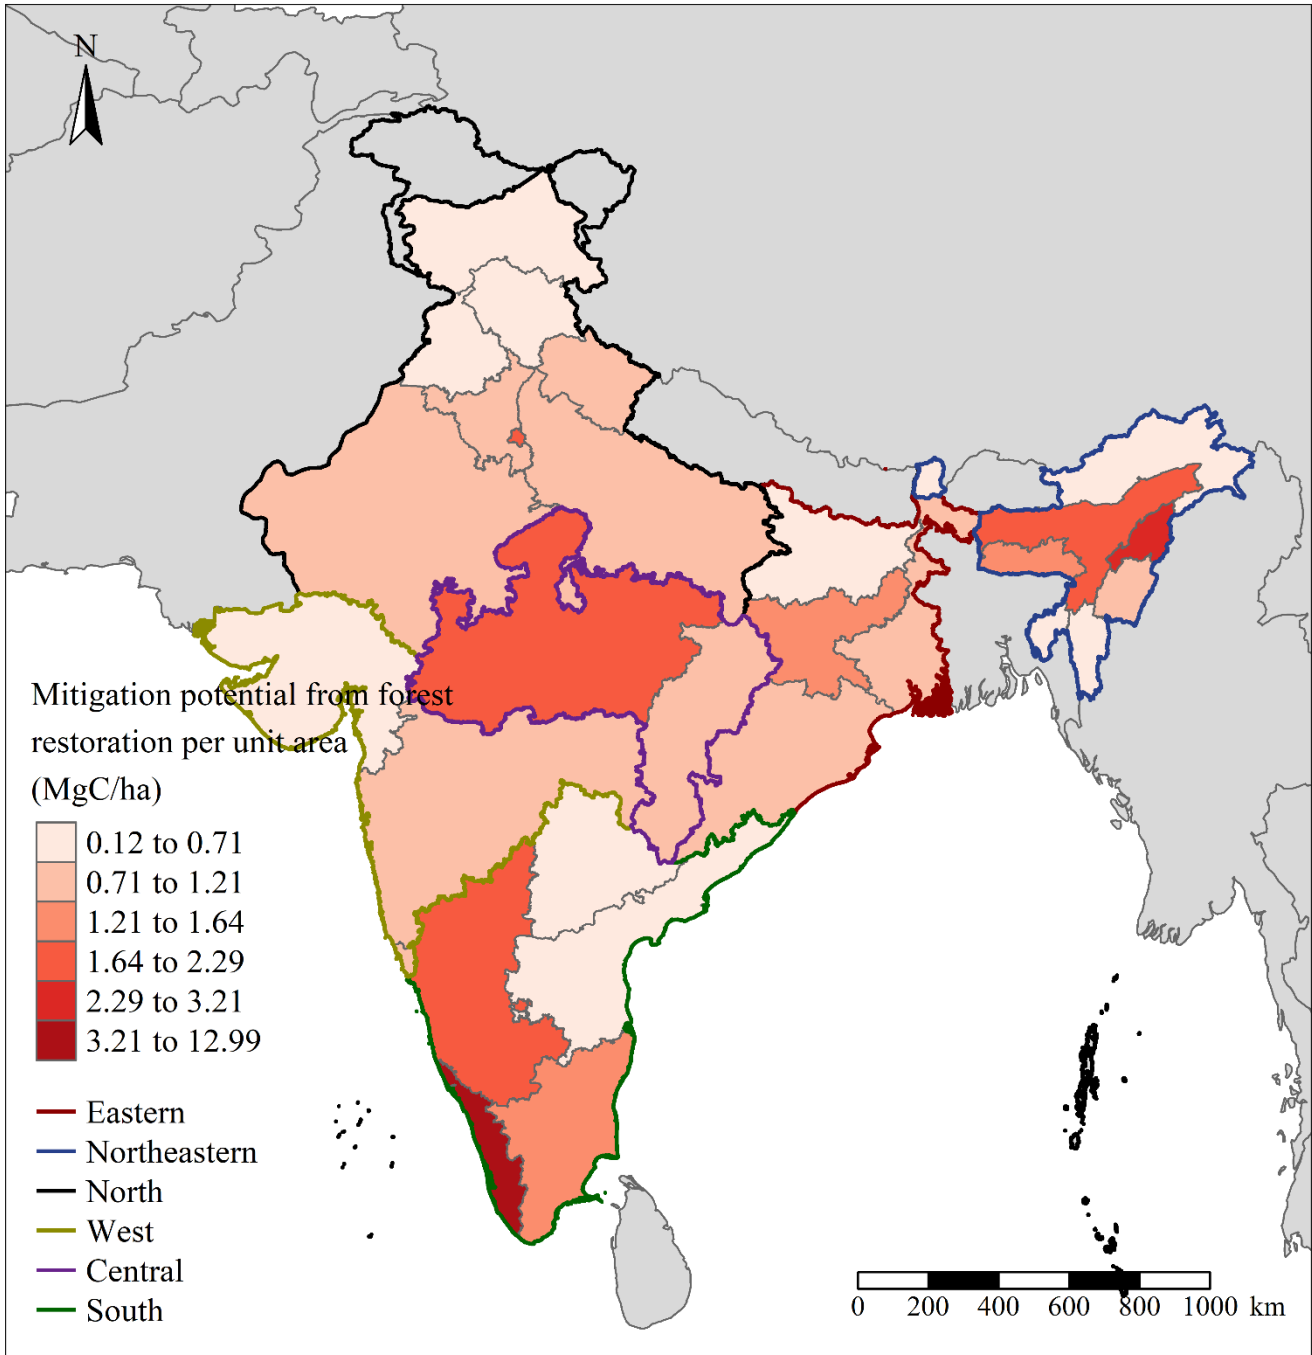 N
Mitigation potential from forest
restoration per unit area
(MgC/ha)
0.12 to 0.71
0.71 to 1.21
1.21 to 1.64
1.64 to 2.29
2.29 to 3.21
3.21 to 12.99
Eastern
Northeastern
North
West
Central
South
0 200 400 600 800 1000 km